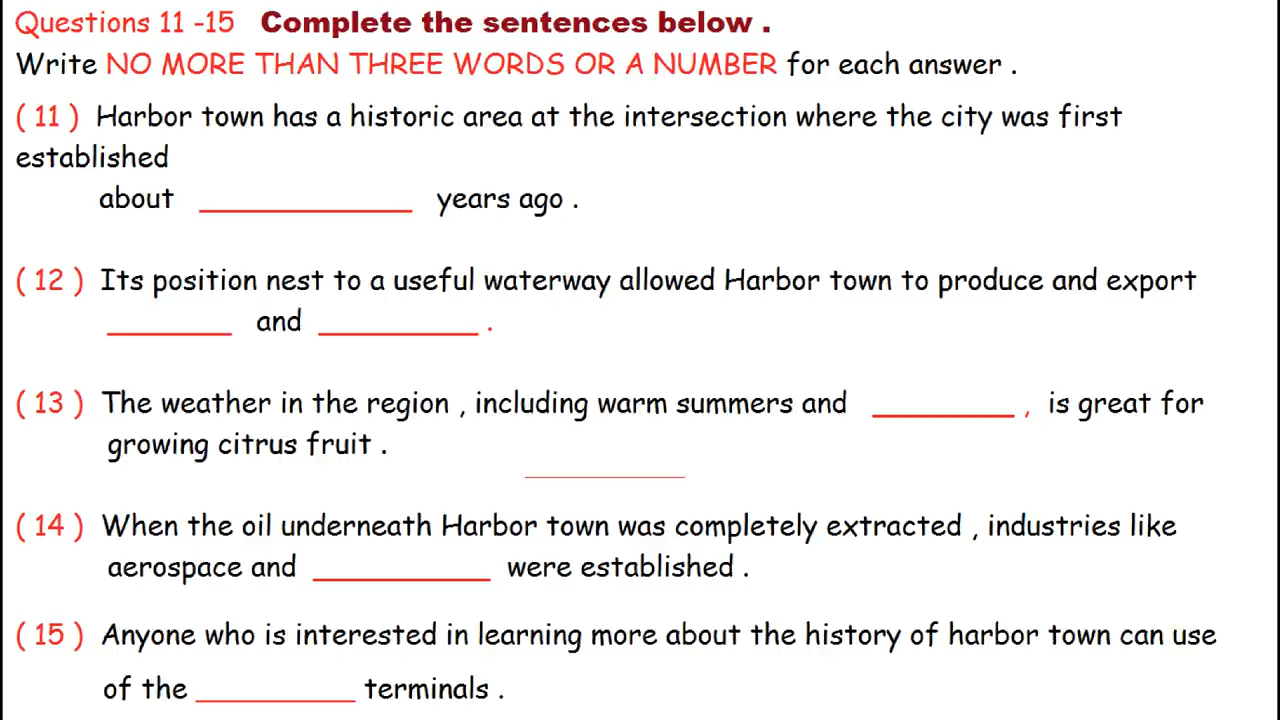 Questions 11 -15 Complete the sentences below .
Write NO MORE THAN THREE WORDS OR A NUMBER for each answer .
( 11 ) Harbor town has a historic area at the intersection where the city was first
established
about ______________ years ago .
( 12 ) Its position nest to a useful waterway allowed Harbor town to produce and export
________ and __________ .
( 13 ) The weather in the region , including warm summers and _________ , is great for
growing citrus fruit .
( 14 ) When the oil underneath Harbor town was completely extracted , industries like
aerospace and ___________ were established .
( 15 ) Anyone who is interested in learning more about the history of harbor town can use
of the __________ terminals .